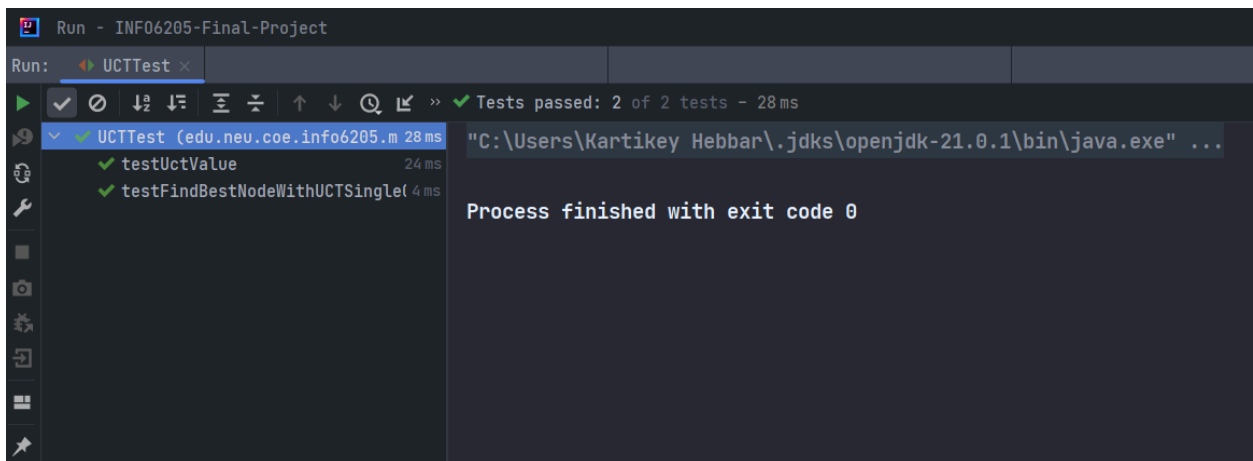 Run - INFO6205-Final-Project
Run: UCTTest
Tests passed: 2 of 2 tests – 28 ms
UCTTest (edu.neu.coe.info6205.m 28 ms
testUctValue 24 ms
testFindBestNodeWithUCTSingle( 4 ms
"C:\Users\Kartikey Hebbar\.jdks\openjdk-21.0.1\bin\java.exe" ...
Process finished with exit code 0